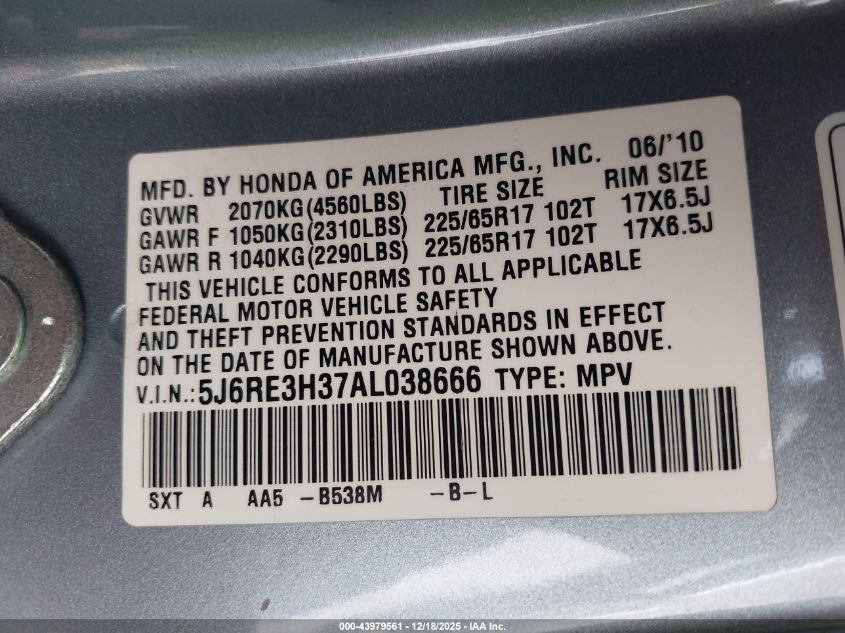 MFD. BY HONDA OF AMERICA MFG., INC. 06/'10
GVWR 2070KG(4560LBS) TIRE SIZE RIM SIZE
GAWR F 1050KG(2310LBS) 225/65R17 102T 17X6.5J
GAWR R 1040KG(2290LBS) 225/65R17 102T 17X6.5J
THIS VEHICLE CONFORMS TO ALL APPLICABLE
FEDERAL MOTOR VEHICLE SAFETY
AND THEFT PREVENTION STANDARDS IN EFFECT
ON THE DATE OF MANUFACTURE SHOWN ABOVE.
V.I.N.:5J6RE3H37AL038666 TYPE: MPV
SXT A AA5 -B538M -B-L
000-43979561 - 12/18/2025 - IAA Inc.